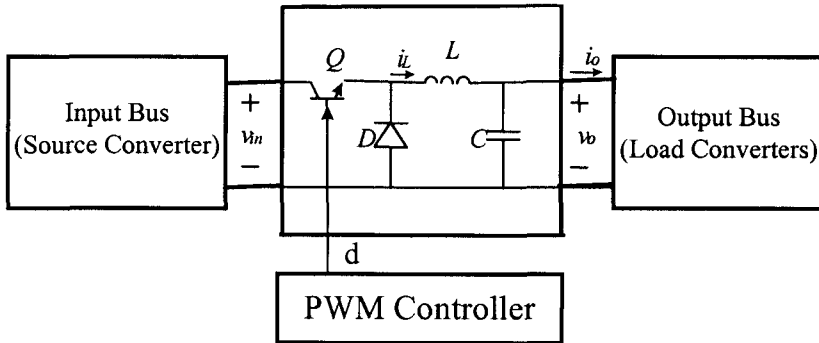 Q
iL
L
io
Input Bus
(Source Converter)
+
vin
−
D
C
+
vo
−
Output Bus
(Load Converters)
d
PWM Controller